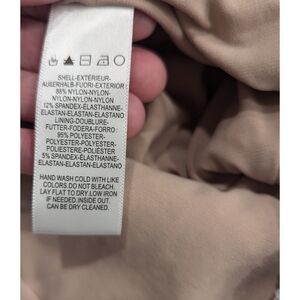 SHELL-EXTÉRIEUR-
AUßERHALB-FUORI-EXTERIOR
88% NYLON-NYLON-
NYLON-NYLON-NYLON
12% SPANDEX-ÉLASTHANNE-
ELASTAN-ELASTAN-ELASTANO
LINING-DOUBLURE-
FUTTER-FODERA-FORRO:
95% POLYESTER-
POLYESTER-POLYESTER-
POLIESTERE-POLIESTER
5% SPANDEX-ÉLASTHANNE-
ELASTAN-ELASTAN-ELASTANO
HAND WASH COLD WITH LIKE
COLORS.DO NOT BLEACH.
LAY FLAT TO DRY.LOW IRON
IF NEEDED.INSIDE OUT.
CAN BE DRY CLEANED.